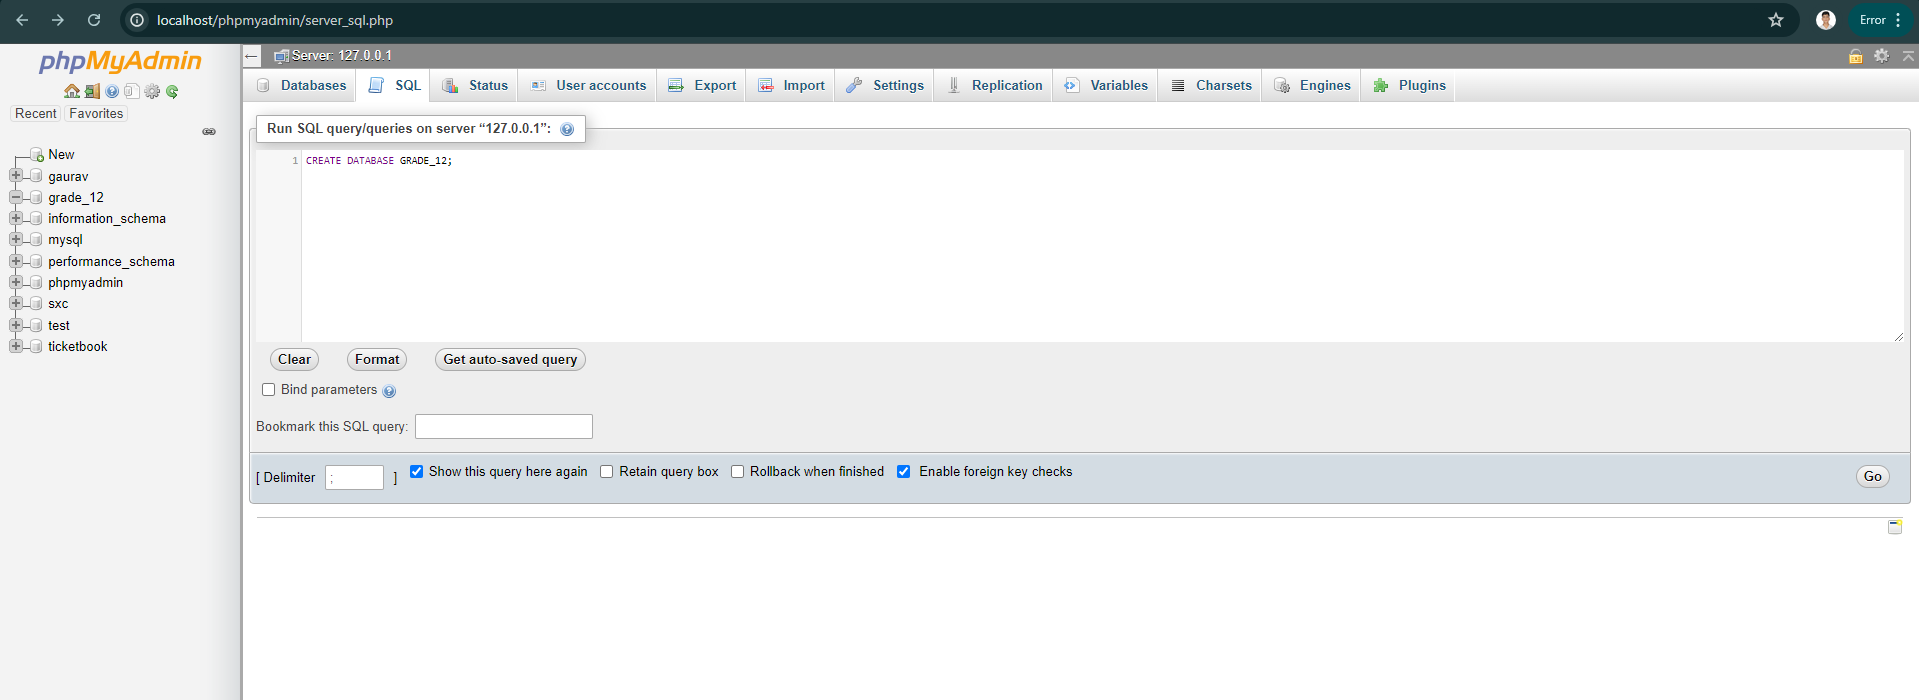 localhost/phpmyadmin/server_sql.php
Error
phpMyAdmin
Recent Favorites
New
gaurav
grade_12
information_schema
mysql
performance_schema
phpmyadmin
sxc
test
ticketbook
Server: 127.0.0.1
Databases SQL Status User accounts Export Import Settings Replication Variables Charsets Engines Plugins
Run SQL query/queries on server “127.0.0.1”:
1 CREATE DATABASE GRADE_12;
Clear Format Get auto-saved query
Bind parameters
Bookmark this SQL query:
[ Delimiter ; ] Show this query here again Retain query box Rollback when finished Enable foreign key checks Go